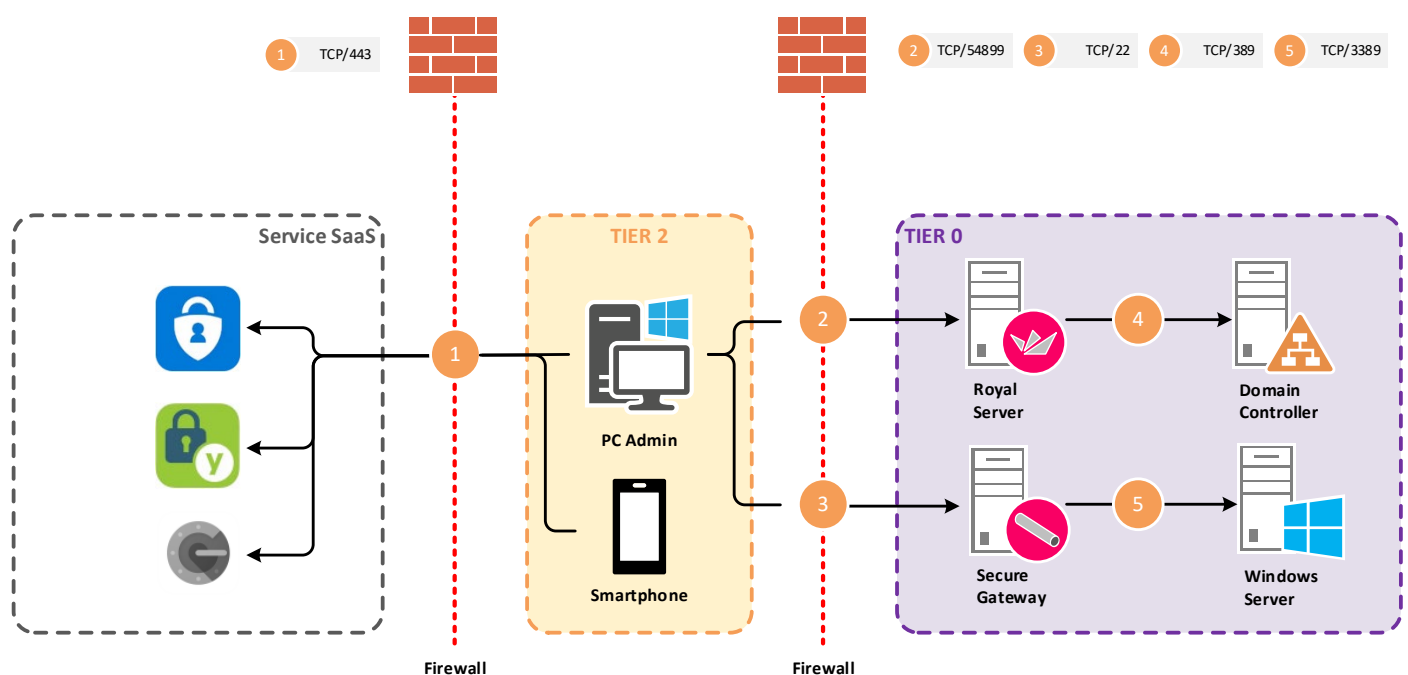 1 TCP/443
2 TCP/54899 3 TCP/22 4 TCP/389 5 TCP/3389
Service SaaS
TIER 2
TIER 0
1
2
4
Royal
Server
Domain
Controller
PC Admin
y
3
5
Smartphone
Secure
Gateway
Windows
Server
Firewall
Firewall